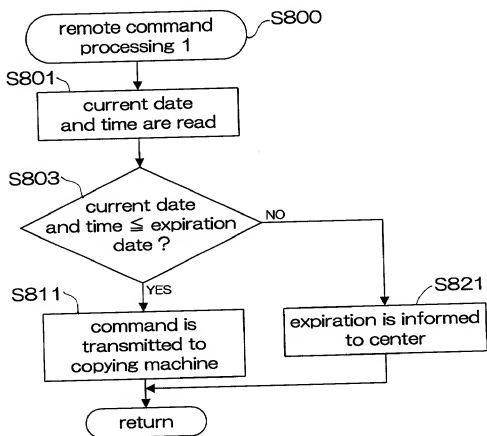 remote command
processing 1
S800
S801
current date
and time are read
S803
current date
and time ≦ expiration
date ?
NO
YES
S811
command is
transmitted to
copying machine
S821
expiration is informed
to center
return